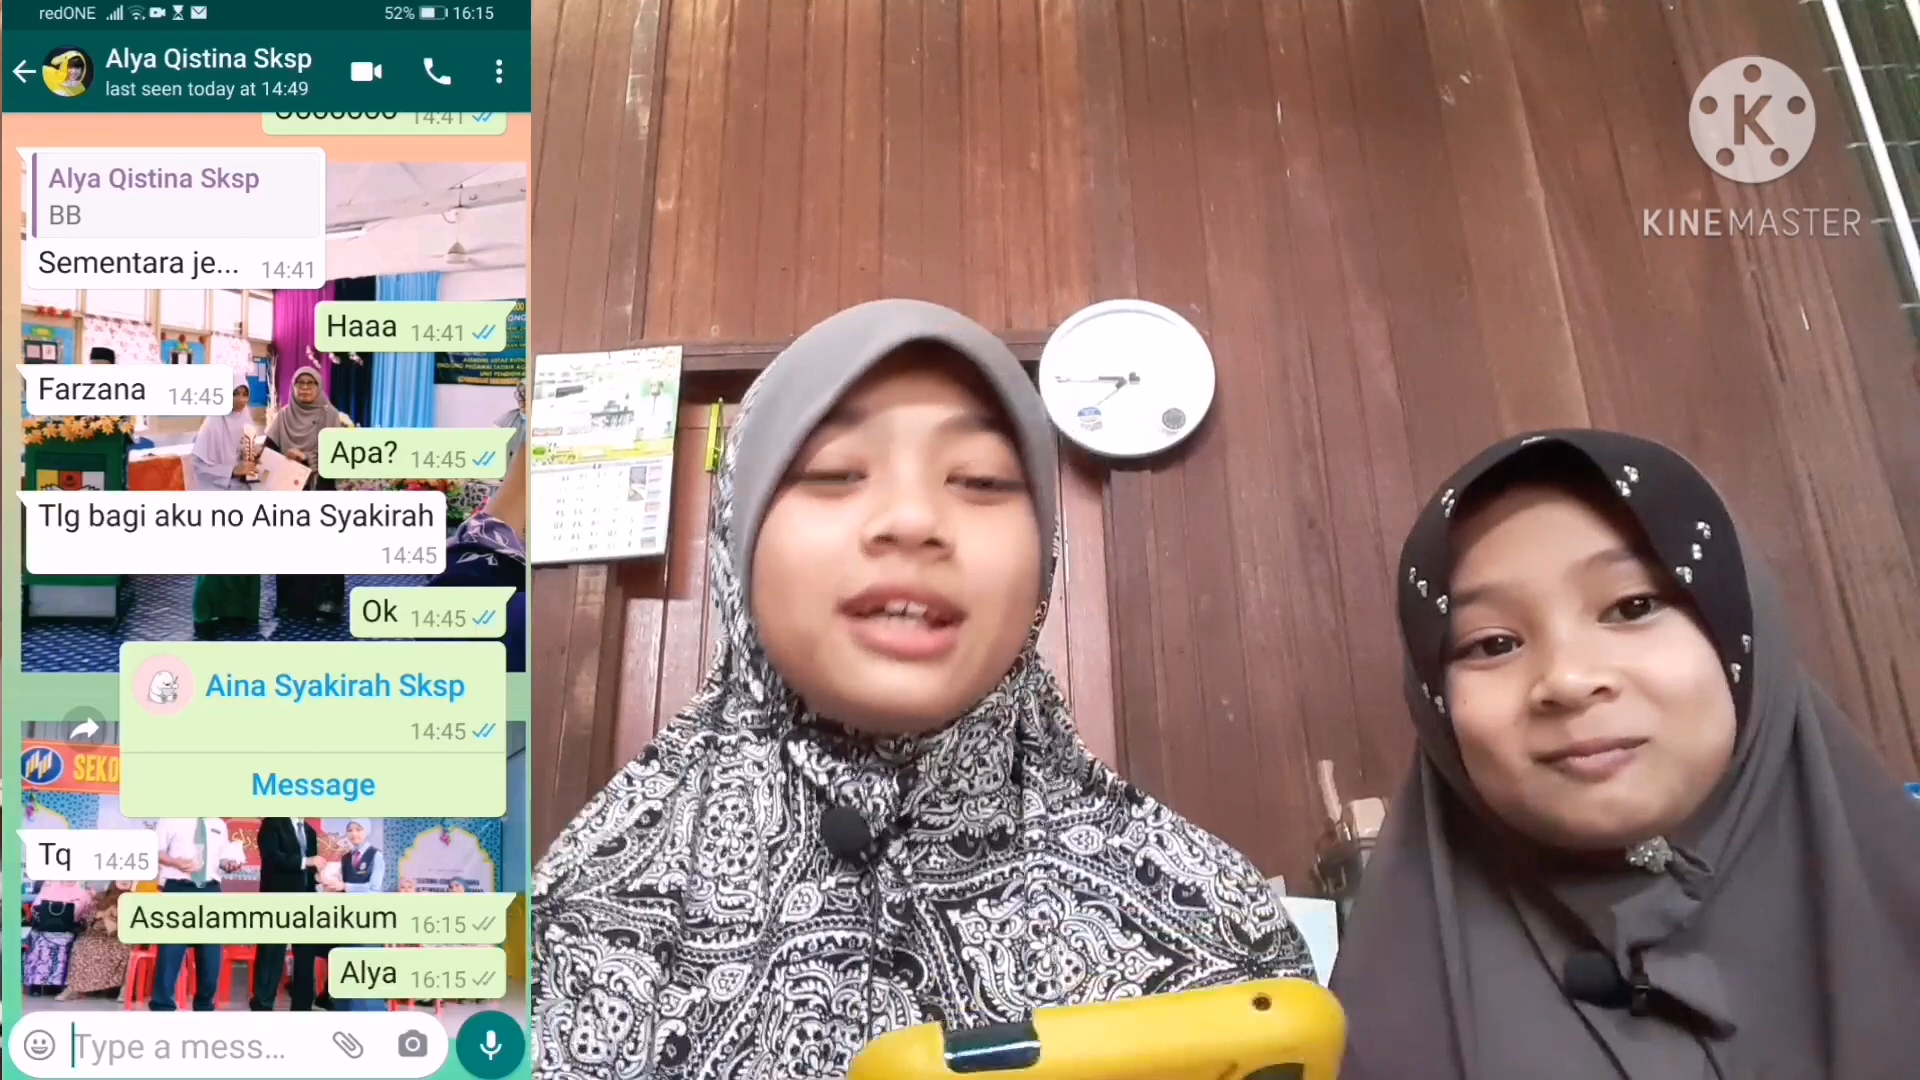 redONE 52% 16:15
Alya Qistina Sksp
last seen today at 14:49
14:41
Alya Qistina Sksp
BB
Sementara je... 14:41
Haaa 14:41
Farzana 14:45
Apa? 14:45
Tlg bagi aku no Aina Syakirah
14:45
Ok 14:45
Aina Syakirah Sksp
14:45
SEKO
Message
Tq 14:45
Assalammualaikum 16:15
Alya 16:15
Type a mess...
K
KINEMASTER